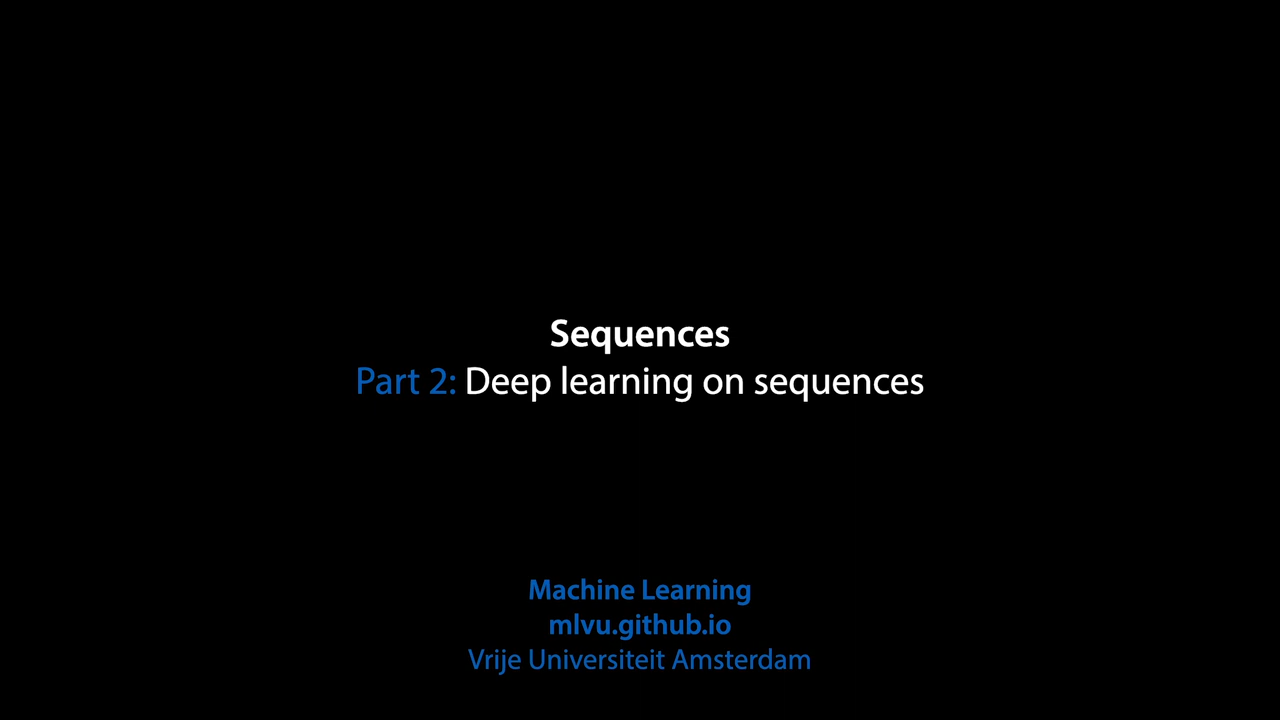 Sequences
Part 2: Deep learning on sequences
Machine Learning
mlvu.github.io
Vrije Universiteit Amsterdam